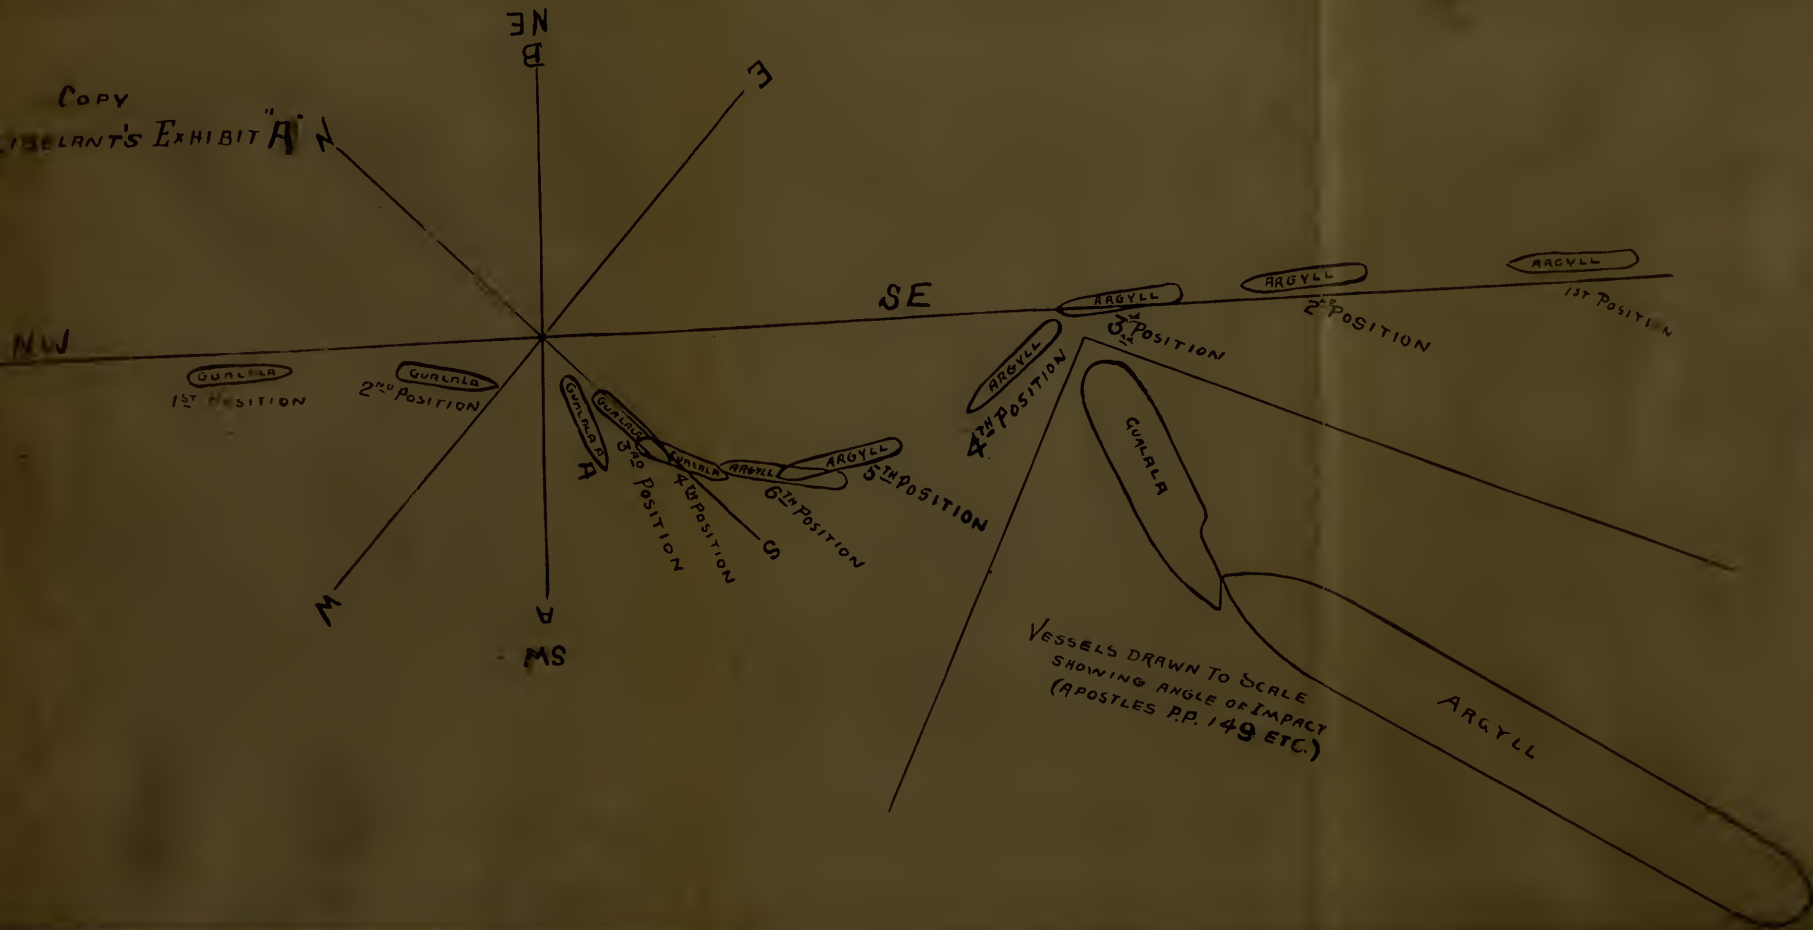 NE
B
E
COPY
LIBELANT'S EXHIBIT "A"
N
SE
NW
ARGYLL
1ST POSITION
ARGYLL
2ND POSITION
ARGYLL
3RD POSITION
ARGYLL
4TH POSITION
ARGYLL
5TH POSITION
ARGYLL
6TH POSITION
GUALALA
1ST POSITION
GUALALA
2ND POSITION
GUALALA
A
GUALALA
3RD POSITION
GUALALA
4TH POSITION
S
W
A
SW
GUALALA
ARGYLL
VESSELS DRAWN TO SCALE
SHOWING ANGLE OF IMPACT
(APOSTLES P.P. 149 ETC.)